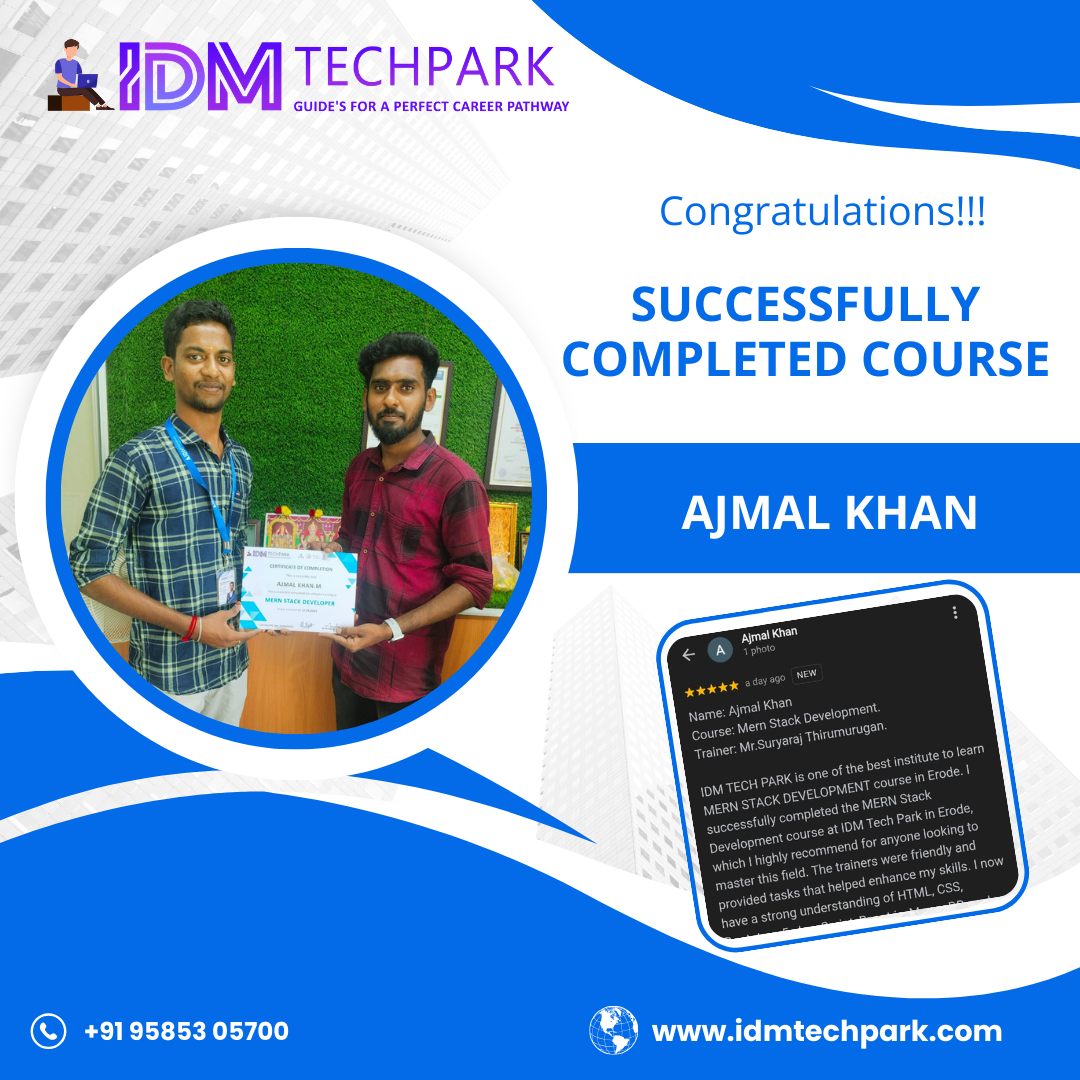 IDM TECHPARK
GUIDE'S FOR A PERFECT CAREER PATHWAY
Congratulations!!!
SUCCESSFULLY
COMPLETED COURSE
AJMAL KHAN
IDM TECHPARK
CERTIFICATE OF COMPLETION
AJMAL KHAN.M
MERN STACK DEVELOPER
A
Ajmal Khan
1 photo
a day ago NEW
Name: Ajmal Khan
Course: Mern Stack Development.
Trainer: Mr.Suryaraj Thirumurugan.
IDM TECH PARK is one of the best institute to learn
MERN STACK DEVELOPMENT course in Erode. I
successfully completed the MERN Stack
Development course at IDM Tech Park in Erode,
which I highly recommend for anyone looking to
master this field. The trainers were friendly and
provided tasks that helped enhance my skills. I now
have a strong understanding of HTML, CSS,
+91 95853 05700
www.idmtechpark.com